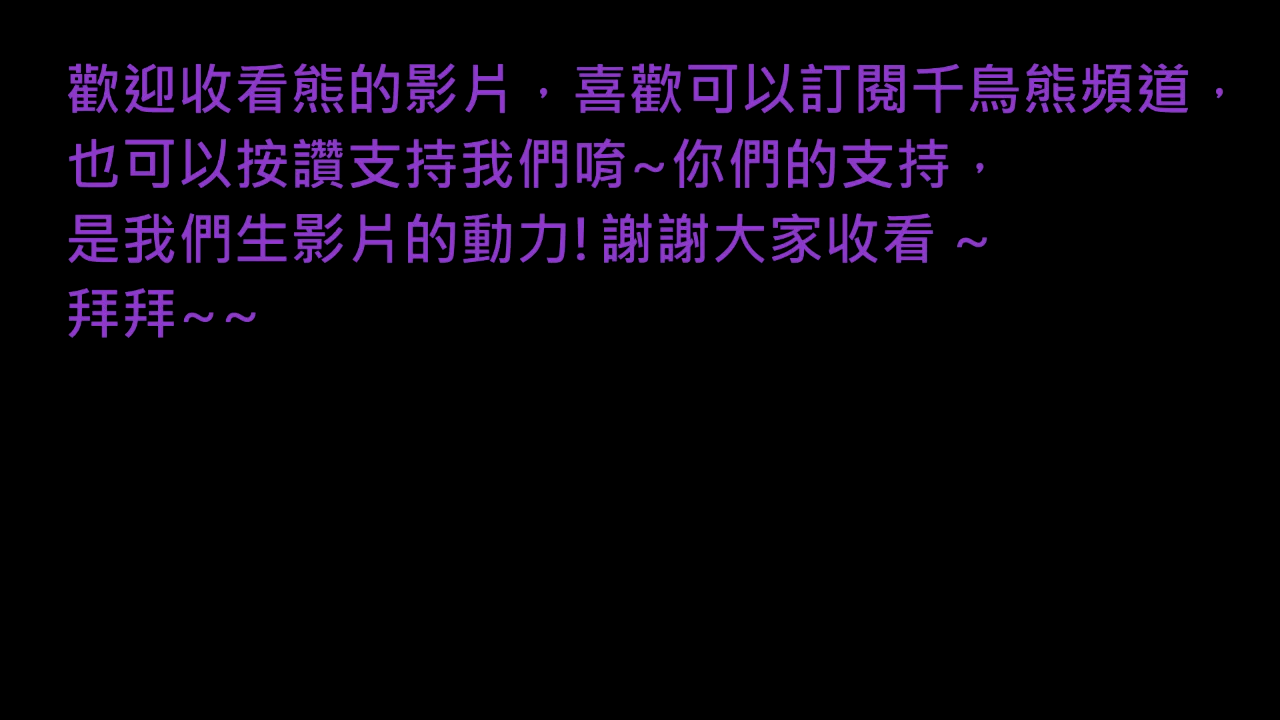 歡迎收看熊的影片，喜歡可以訂閱千鳥熊頻道，
也可以按讚支持我們唷~你們的支持，
是我們生影片的動力! 謝謝大家收看 ~
拜拜~~